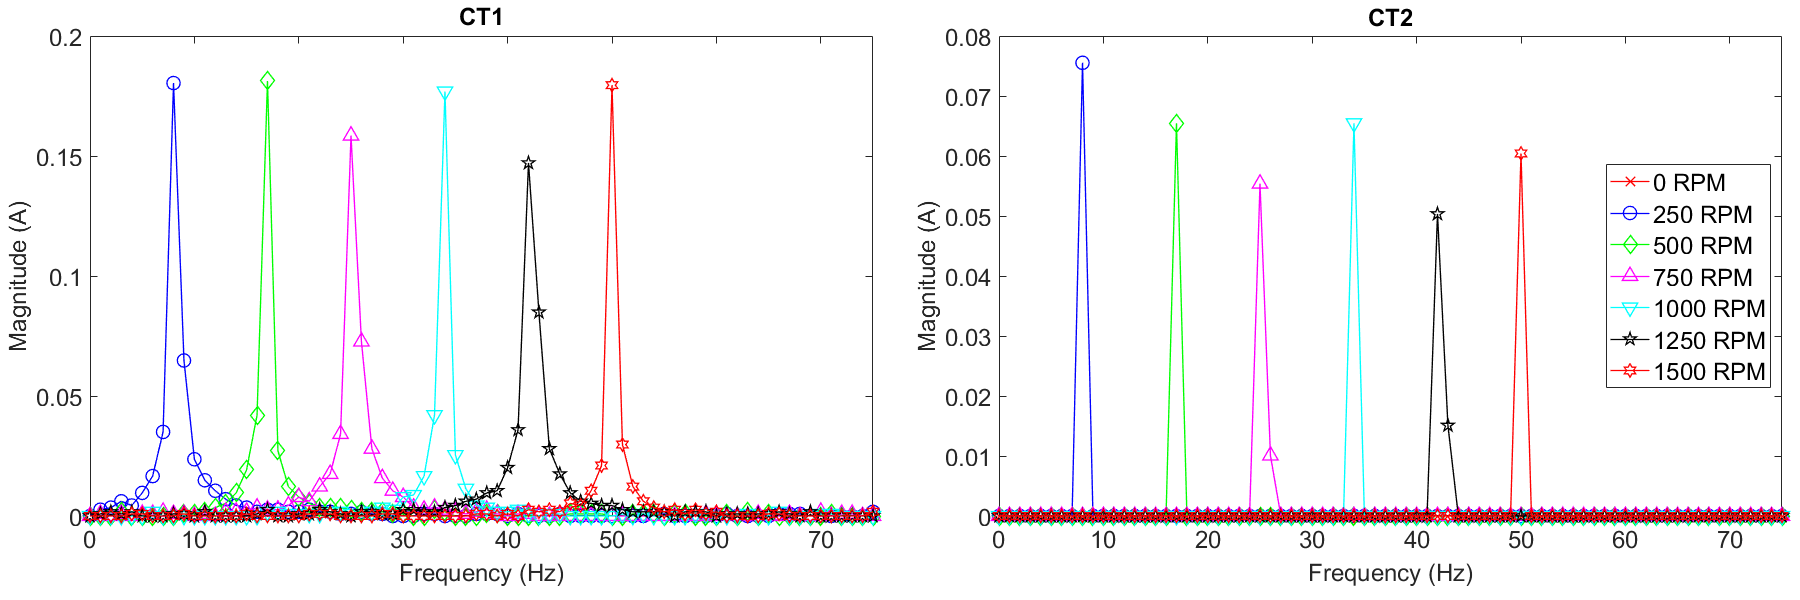 CT1
0.2
0.15
0.1
0.05
0
0 10 20 30 40 50 60 70
Magnitude (A)
Frequency (Hz)
CT2
0.08
0.07
0.06
0.05
0.04
0.03
0.02
0.01
0
0 10 20 30 40 50 60 70
Magnitude (A)
Frequency (Hz)
0 RPM
250 RPM
500 RPM
750 RPM
1000 RPM
1250 RPM
1500 RPM